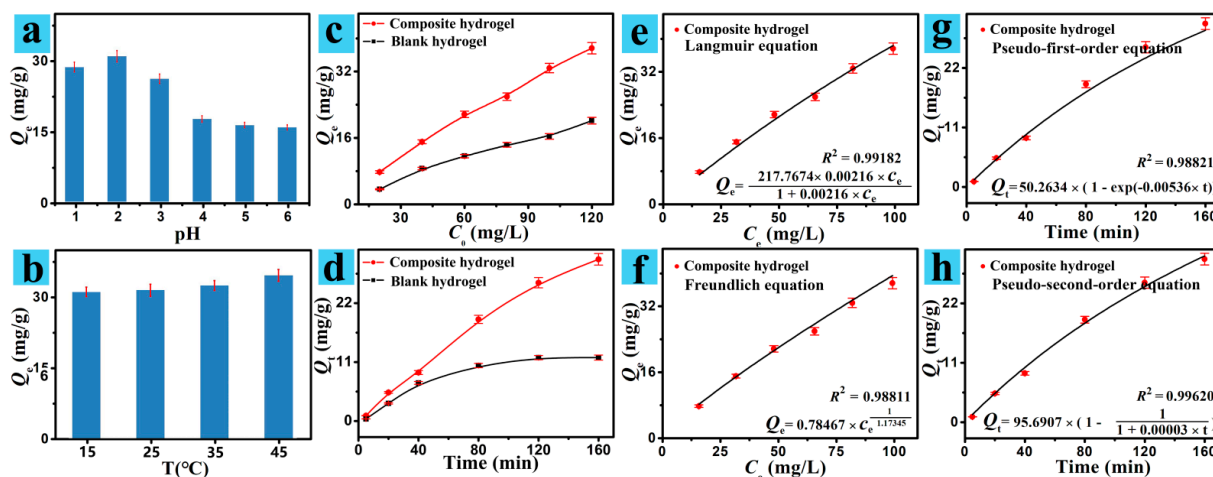 a
Qe (mg/g)
30
15
0
1 2 3 4 5 6
pH
b
Qe (mg/g)
30
15
0
15 25 35 45
T(°C)
c
Composite hydrogel
Blank hydrogel
Qe (mg/g)
32
16
0
30 60 90 120
C0 (mg/L)
d
Composite hydrogel
Blank hydrogel
Qt (mg/g)
22
11
0
0 40 80 120 160
Time (min)
e
Composite hydrogel
Langmuir equation
Qe (mg/g)
32
16
0
R² = 0.99182
Qe = 217.7674 × 0.00216 × Ce
1 + 0.00216 × Ce
0 25 50 75 100
Ce (mg/L)
f
Composite hydrogel
Freundlich equation
Qe (mg/g)
32
16
0
R² = 0.98811
Qe = 0.78467 × Ce 1
1.17345
0 25 50 75 100
(mg/L)
g
Composite hydrogel
Pseudo-first-order equation
Qt (mg/g)
22
11
0
R² = 0.98821
Qt =50.2634 × ( 1 - exp(-0.00536× t)
0 40 80 120 160
Time (min)
h
Composite hydrogel
Pseudo-second-order equation
Qt (mg/g)
22
11
0
R² = 0.99620
Qt = 95.6907 × ( 1 - 1
1 + 0.00003 × t
0 40 80 120 160
Time (min)